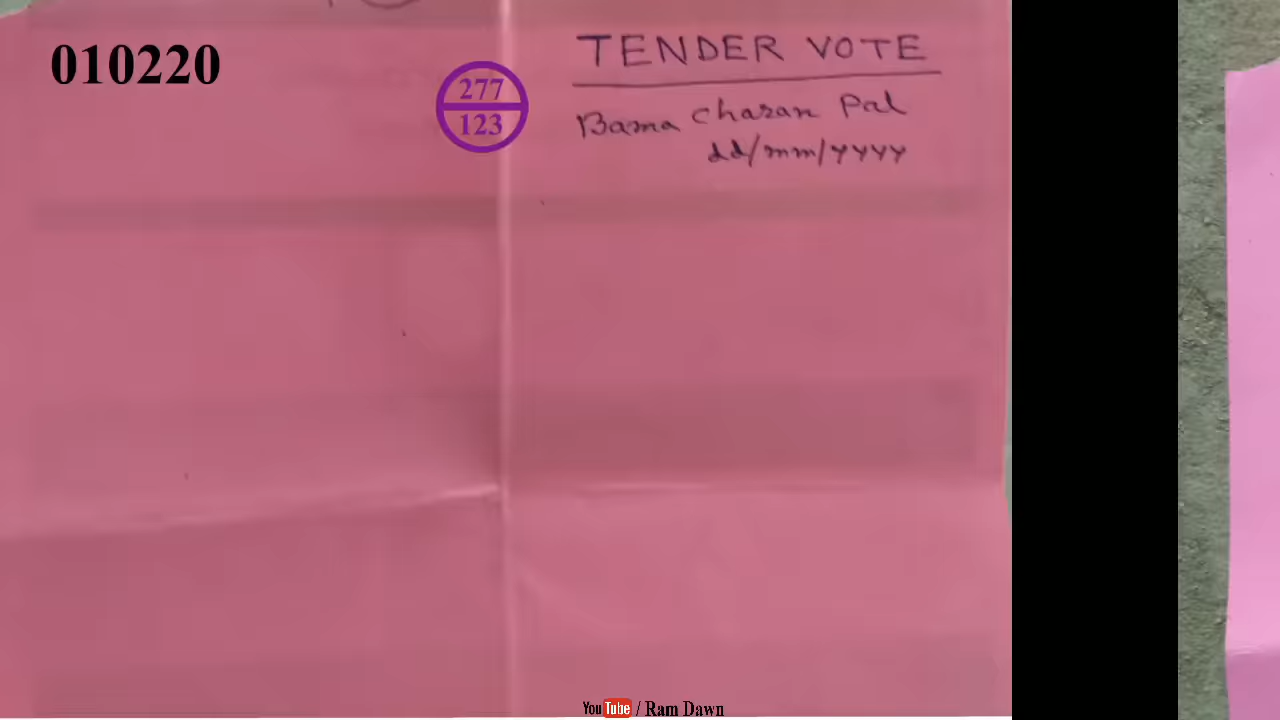 010220
277
123
TENDER VOTE
Bama Charan Pal
dd/mm/yyyy
YouTube / Ram Dawn